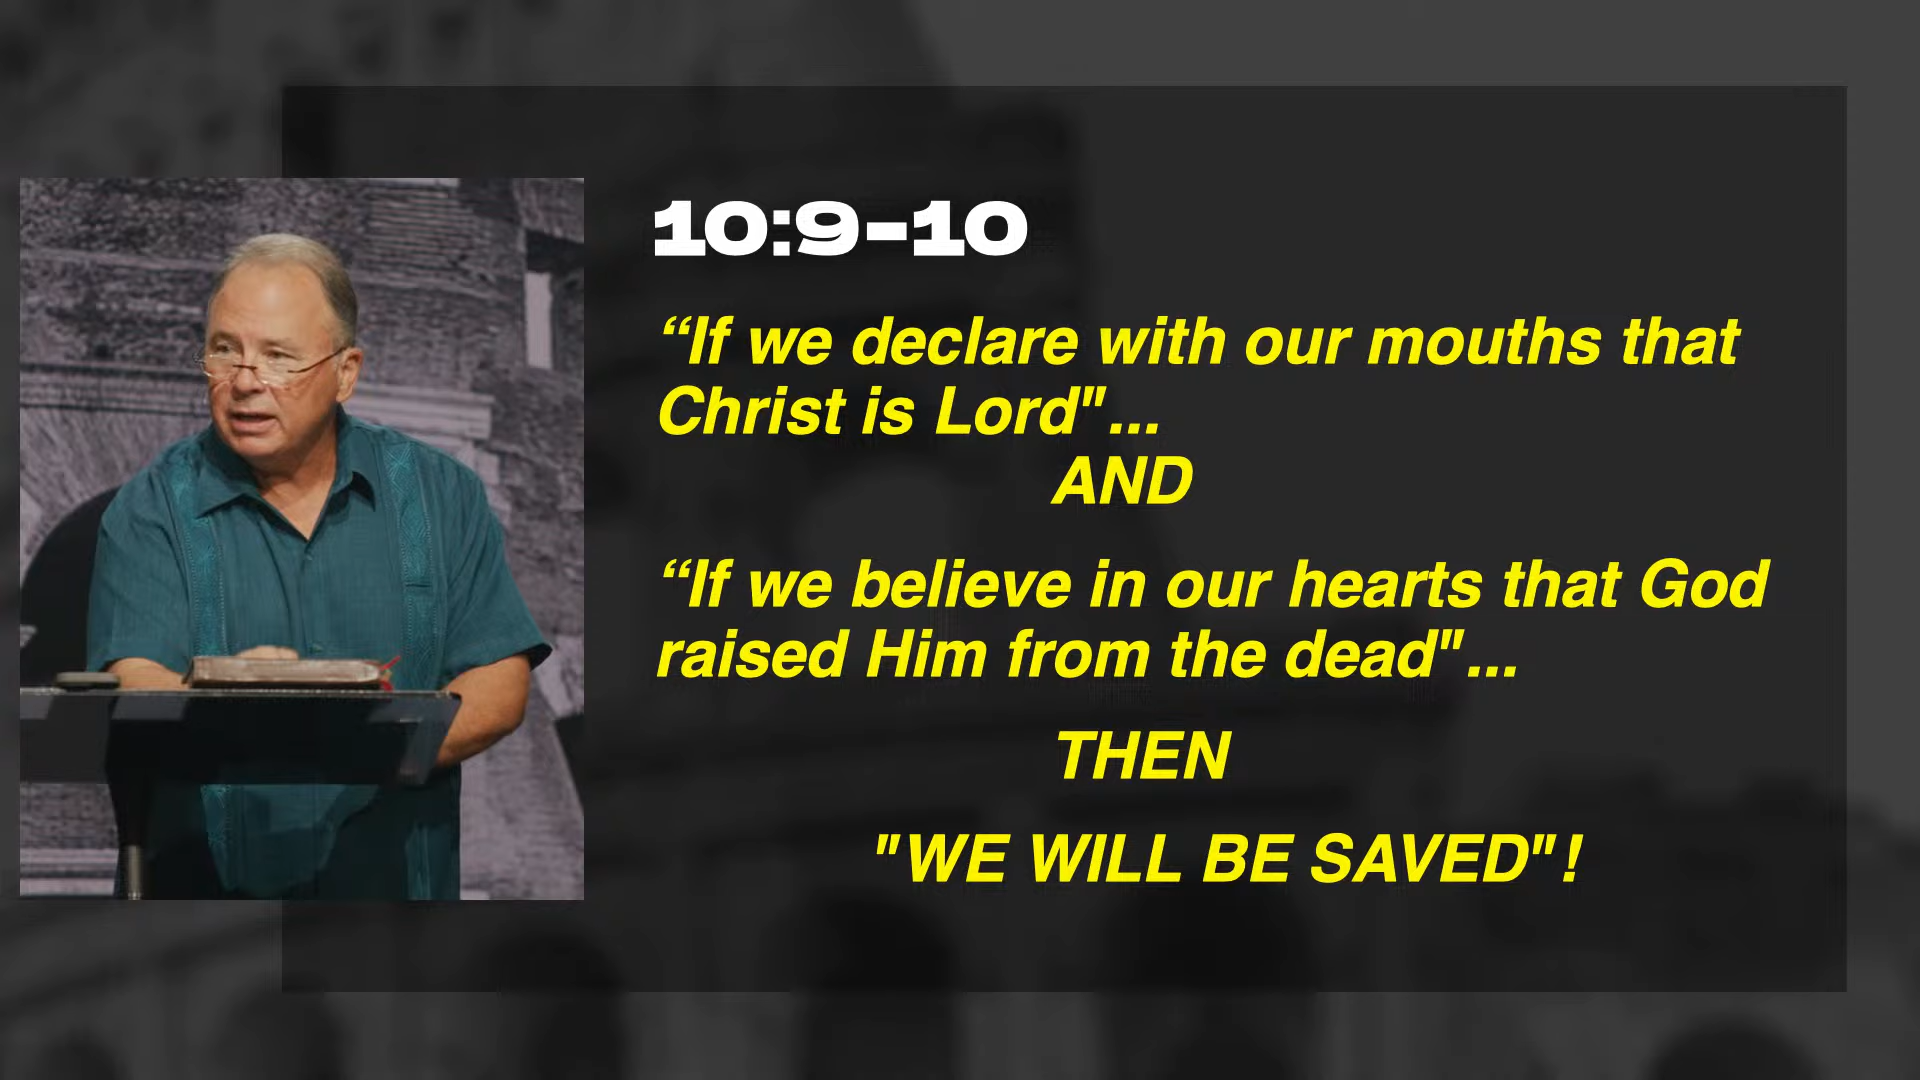 10:9-10
“If we declare with our mouths that
Christ is Lord"...
AND
“If we believe in our hearts that God
raised Him from the dead"...
THEN
"WE WILL BE SAVED"!